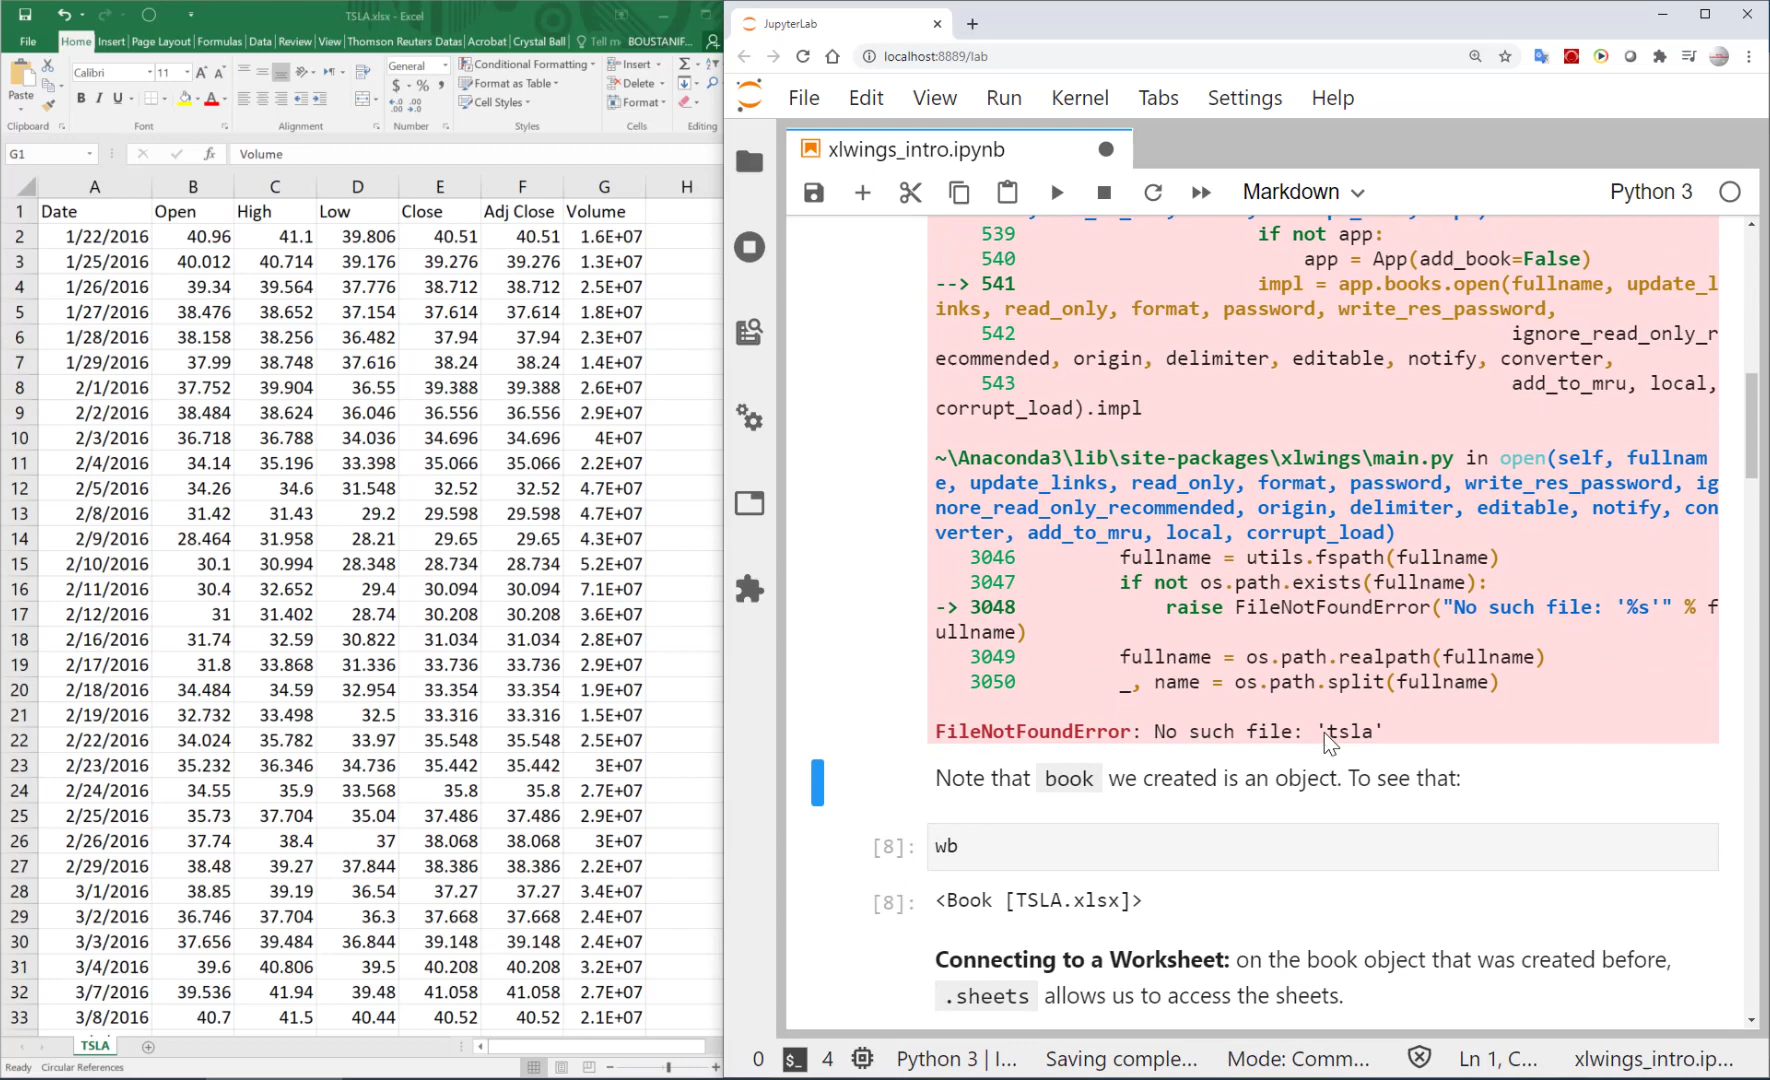 TSLA.xlsx - Excel
File Home Insert Page Layout Formulas Data Review View Thomson Reuters Datas Acrobat Crystal Ball Tell m BOUSTANIF...
Paste
Calibri 11
B I U
General
$ % ,
Conditional Formatting
Format as Table
Cell Styles
Insert
Delete
Format
Clipboard Font Alignment Number Styles Cells Editing
G1 fx Volume
A B C D E F G H
1 Date Open High Low Close Adj Close Volume
2 1/22/2016 40.96 41.1 39.806 40.51 40.51 1.6E+07
3 1/25/2016 40.012 40.714 39.176 39.276 39.276 1.3E+07
4 1/26/2016 39.34 39.564 37.776 38.712 38.712 2.5E+07
5 1/27/2016 38.476 38.652 37.154 37.614 37.614 1.8E+07
6 1/28/2016 38.158 38.256 36.482 37.94 37.94 2.3E+07
7 1/29/2016 37.99 38.748 37.616 38.24 38.24 1.4E+07
8 2/1/2016 37.752 39.904 36.55 39.388 39.388 2.6E+07
9 2/2/2016 38.484 38.624 36.046 36.556 36.556 2.9E+07
10 2/3/2016 36.718 36.788 34.036 34.696 34.696 4E+07
11 2/4/2016 34.14 35.196 33.398 35.066 35.066 2.2E+07
12 2/5/2016 34.26 34.6 31.548 32.52 32.52 4.7E+07
13 2/8/2016 31.42 31.43 29.2 29.598 29.598 4.7E+07
14 2/9/2016 28.464 31.958 28.21 29.65 29.65 4.3E+07
15 2/10/2016 30.1 30.994 28.348 28.734 28.734 5.2E+07
16 2/11/2016 30.4 32.652 29.4 30.094 30.094 7.1E+07
17 2/12/2016 31 31.402 28.74 30.208 30.208 3.6E+07
18 2/16/2016 31.74 32.59 30.822 31.034 31.034 2.8E+07
19 2/17/2016 31.8 33.868 31.336 33.736 33.736 2.9E+07
20 2/18/2016 34.484 34.59 32.954 33.354 33.354 1.9E+07
21 2/19/2016 32.732 33.498 32.5 33.316 33.316 1.5E+07
22 2/22/2016 34.024 35.782 33.97 35.548 35.548 2.5E+07
23 2/23/2016 35.232 36.346 34.736 35.442 35.442 3E+07
24 2/24/2016 34.55 35.9 33.568 35.8 35.8 2.7E+07
25 2/25/2016 35.73 37.704 35.04 37.486 37.486 2.9E+07
26 2/26/2016 37.74 38.4 37 38.068 38.068 3E+07
27 2/29/2016 38.48 39.27 37.844 38.386 38.386 2.9E+07
28 3/1/2016 38.85 39.19 36.54 37.27 37.27 3.4E+07
29 3/2/2016 36.746 37.704 36.3 37.668 37.668 2.4E+07
30 3/3/2016 37.656 39.484 36.844 39.148 39.148 2.4E+07
31 3/4/2016 39.6 40.806 39.5 40.208 40.208 3.2E+07
32 3/7/2016 39.536 41.94 39.48 41.058 41.058 2.7E+07
33 3/8/2016 40.7 41.5 40.44 40.52 40.52 2.1E+07
TSLA
Ready Circular References
JupyterLab
localhost:8889/lab
File Edit View Run Kernel Tabs Settings Help
xlwings_intro.ipynb
Markdown Python 3
539 if not app:
540 app = App(add_book=False)
--> 541 impl = app.books.open(fullname, update_l
inks, read_only, format, password, write_res_password,
542 ignore_read_only_r
ecommended, origin, delimiter, editable, notify, converter,
543 add_to_mru, local,
corrupt_load).impl
~\Anaconda3\lib\site-packages\xlwings\main.py in open(self, fullnam
e, update_links, read_only, format, password, write_res_password, ig
nore_read_only_recommended, origin, delimiter, editable, notify, con
verter, add_to_mru, local, corrupt_load)
3046 fullname = utils.fspath(fullname)
3047 if not os.path.exists(fullname):
-> 3048 raise FileNotFoundError("No such file: '%s'" % f
ullname)
3049 fullname = os.path.realpath(fullname)
3050 _, name = os.path.split(fullname)
FileNotFoundError: No such file: 'tsla'
Note that book we created is an object. To see that:
[8]: wb
[8]: <Book [TSLA.xlsx]>
Connecting to a Worksheet: on the book object that was created before,
.sheets allows us to access the sheets.
0 $_ 4 Python 3 | I... Saving comple... Mode: Comm... Ln 1, C... xlwings_intro.ip...